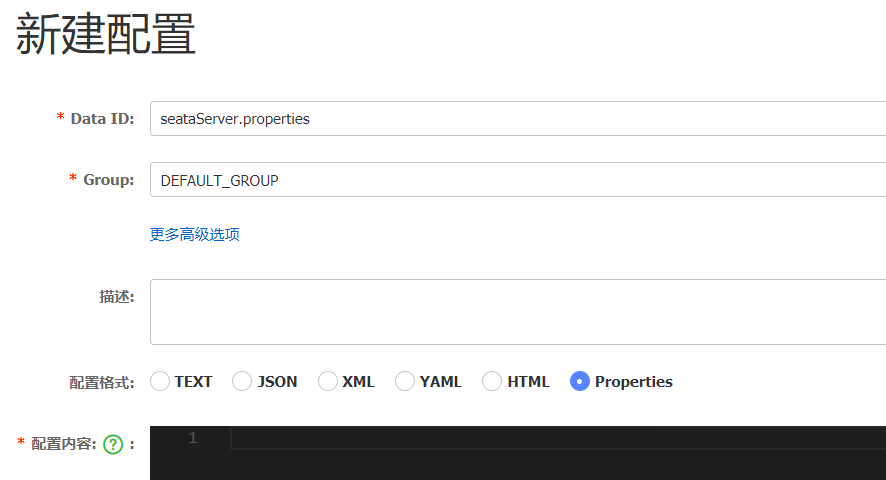 新建配置
* Data ID: seataServer.properties
* Group: DEFAULT_GROUP
更多高级选项
描述:
配置格式: TEXT JSON XML YAML HTML Properties
* 配置内容: ? : 1